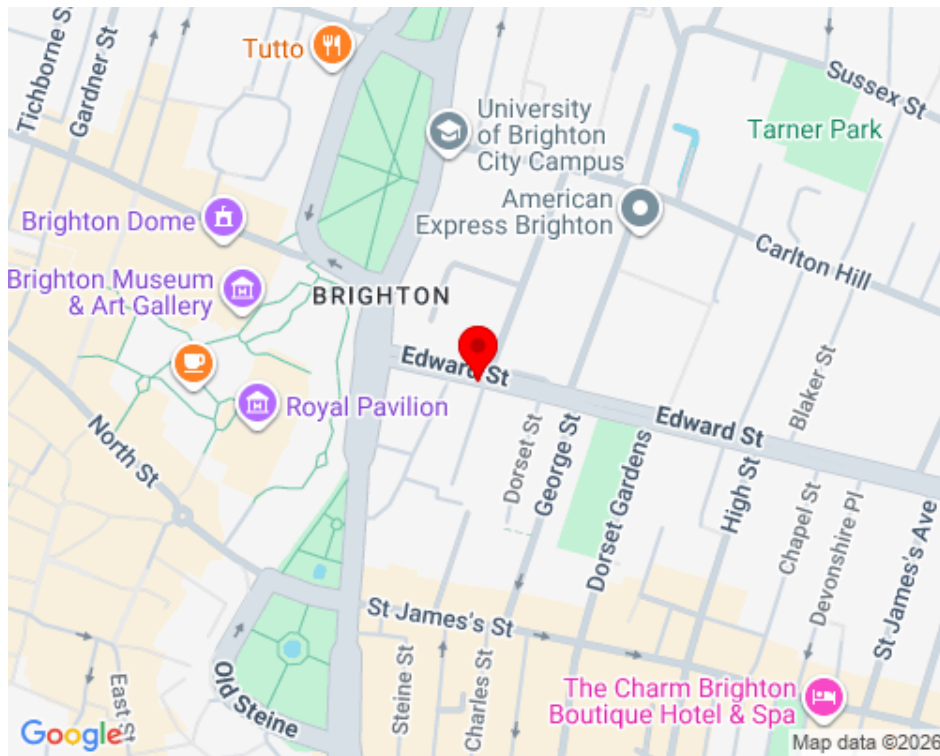 Tichborne St
Gardner St
Tutto
University
of Brighton
City Campus
Sussex St
Tarner Park
American
Express Brighton
Brighton Dome
Carlton Hill
Brighton Museum
& Art Gallery
BRIGHTON
Edward St
Royal Pavilion
North St
Dorset St
George St
Dorset Gardens
Edward St
High St
Blaker St
Chapel St
Devonshire Pl
St James's Ave
St James's St
Old Steine
East St
Steine St
Charles St
The Charm Brighton
Boutique Hotel & Spa
Google
Map data ©2026